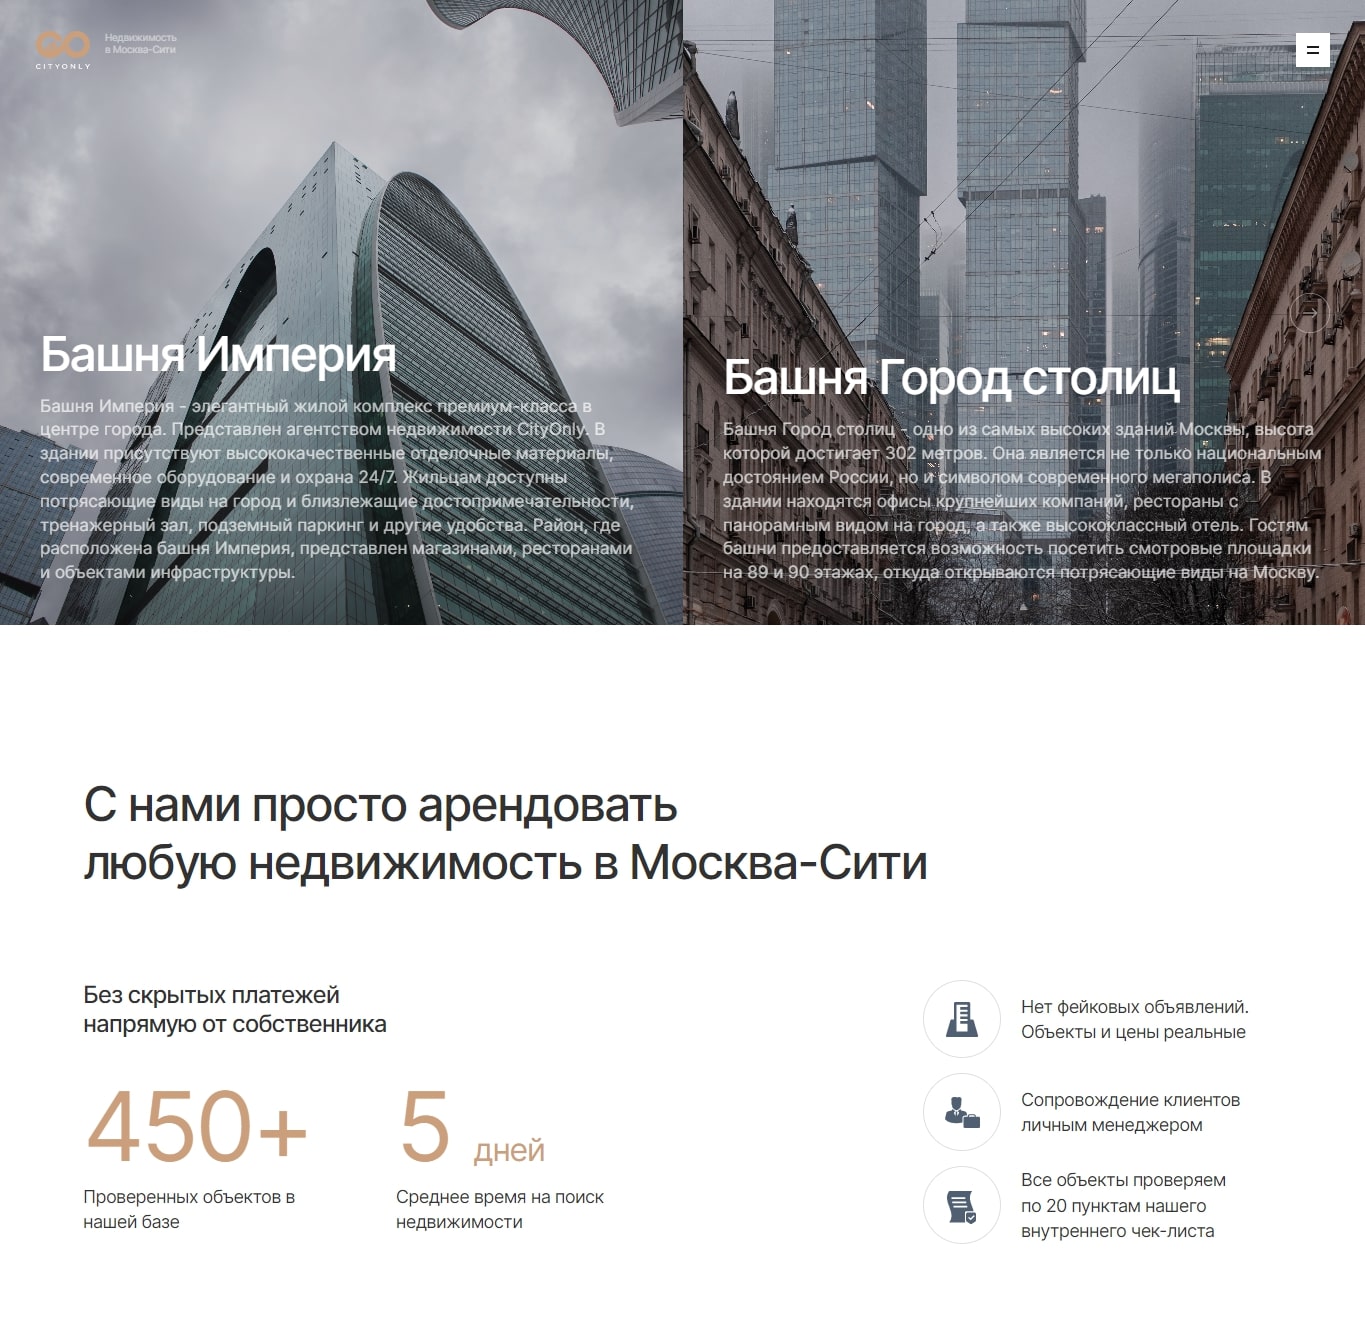 Недвижимость
в Москва-Сити
CITYONLY
Башня Империя
Башня Империя - элегантный жилой комплекс премиум-класса в
центре города. Представлен агентством недвижимости CityOnly. В
здании присутствуют высококачественные отделочные материалы,
современное оборудование и охрана 24/7. Жильцам доступны
потрясающие виды на город и близлежащие достопримечательности,
тренажерный зал, подземный паркинг и другие удобства. Район, где
расположена башня Империя, представлен магазинами, ресторанами
и объектами инфраструктуры.
Башня Город столиц
Башня Город столиц - одно из самых высоких зданий Москвы, высота
которой достигает 302 метров. Она является не только национальным
достоянием России, но и символом современного мегаполиса. В
здании находятся офисы крупнейших компаний, рестораны с
панорамным видом на город, а также высококлассный отель. Гостям
башни предоставляется возможность посетить смотровые площадки
на 89 и 90 этажах, откуда открываются потрясающие виды на Москву.
С нами просто арендовать
любую недвижимость в Москва-Сити
Без скрытых платежей
напрямую от собственника
450+
Проверенных объектов в
нашей базе
5 дней
Среднее время на поиск
недвижимости
Нет фейковых объявлений.
Объекты и цены реальные
Сопровождение клиентов
личным менеджером
Все объекты проверяем
по 20 пунктам нашего
внутреннего чек-листа